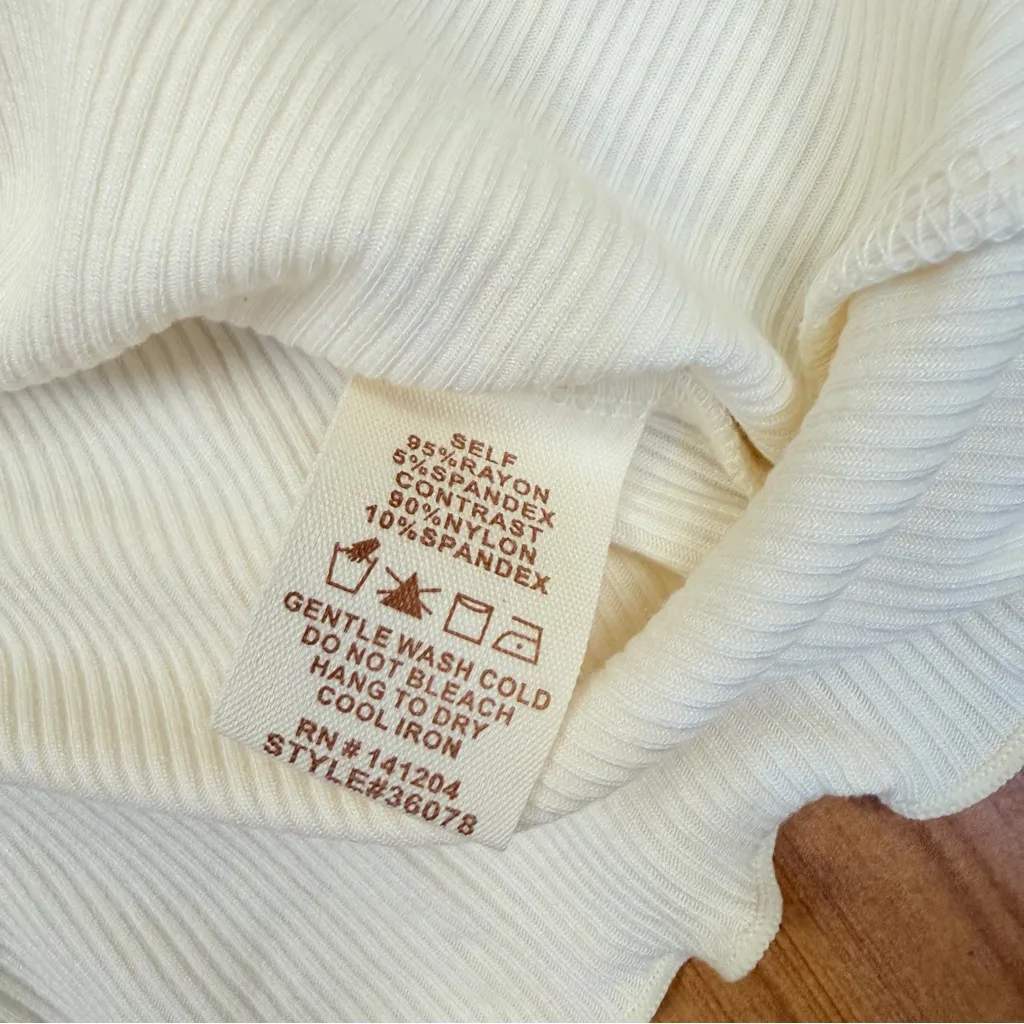 SELF
95%RAYON
5%SPANDEX
CONTRAST
90%NYLON
10%SPANDEX
GENTLE WASH COLD
DO NOT BLEACH
HANG TO DRY
COOL IRON
RN # 141204
STYLE#36078